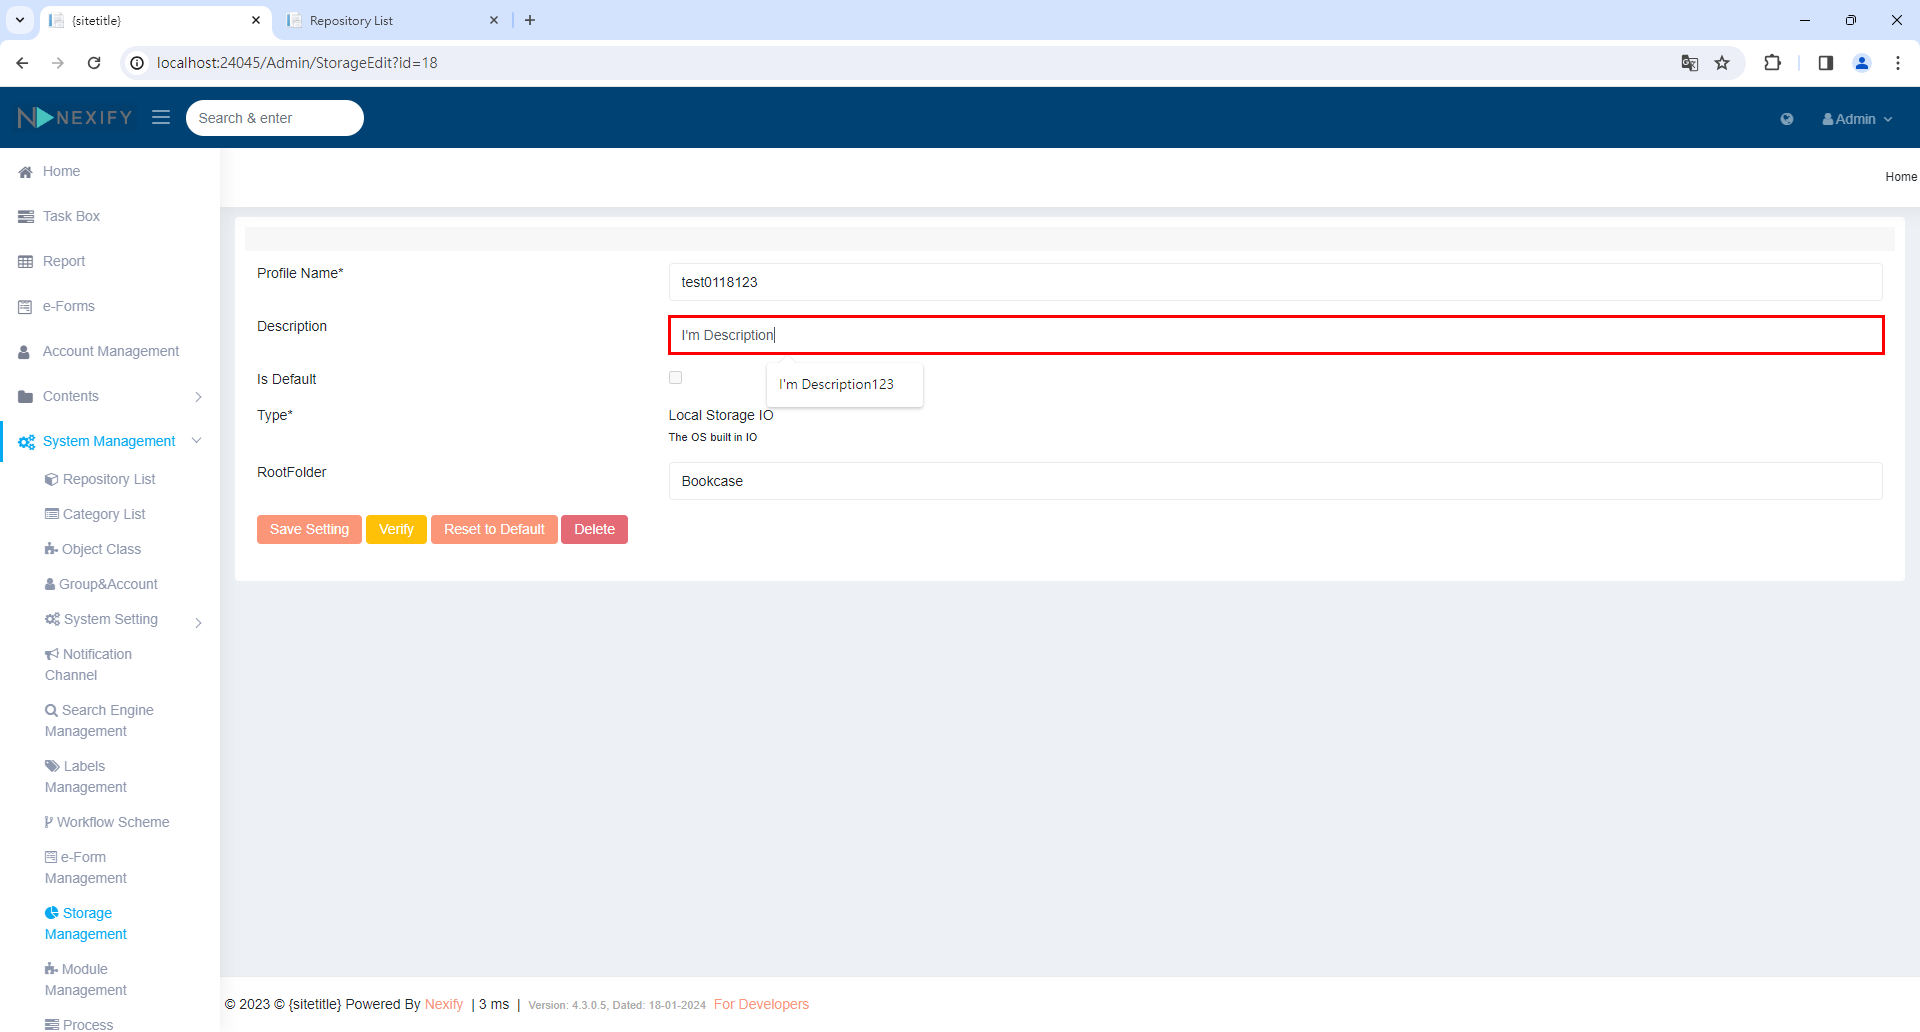 {sitetitle}
Repository List
localhost:24045/Admin/StorageEdit?id=18
NEXIFY
Search & enter
Admin
Home
Home
Task Box
Report
e-Forms
Account Management
Contents
System Management
Repository List
Category List
Object Class
Group&Account
System Setting
Notification
Channel
Search Engine
Management
Labels
Management
Workflow Scheme
e-Form
Management
Storage
Management
Module
Management
Process
Profile Name*
test0118123
Description
I'm Description
I'm Description123
Is Default
Type*
Local Storage IO
The OS built in IO
RootFolder
Bookcase
Save Setting
Verify
Reset to Default
Delete
© 2023 © {sitetitle} Powered By Nexify | 3 ms | Version: 4.3.0.5, Dated: 18-01-2024 For Developers